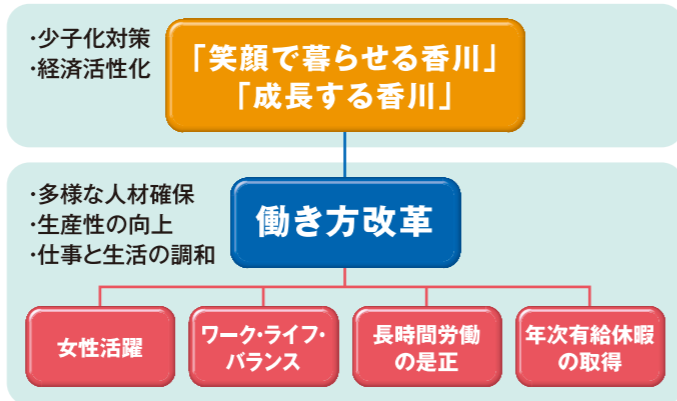 ・少子化対策
・経済活性化
「笑顔で暮らせる香川」
「成長する香川」
・多様な人材確保
・生産性の向上
・仕事と生活の調和
働き方改革
女性活躍
ワーク・ライフ・
バランス
長時間労働
の是正
年次有給休暇
の取得